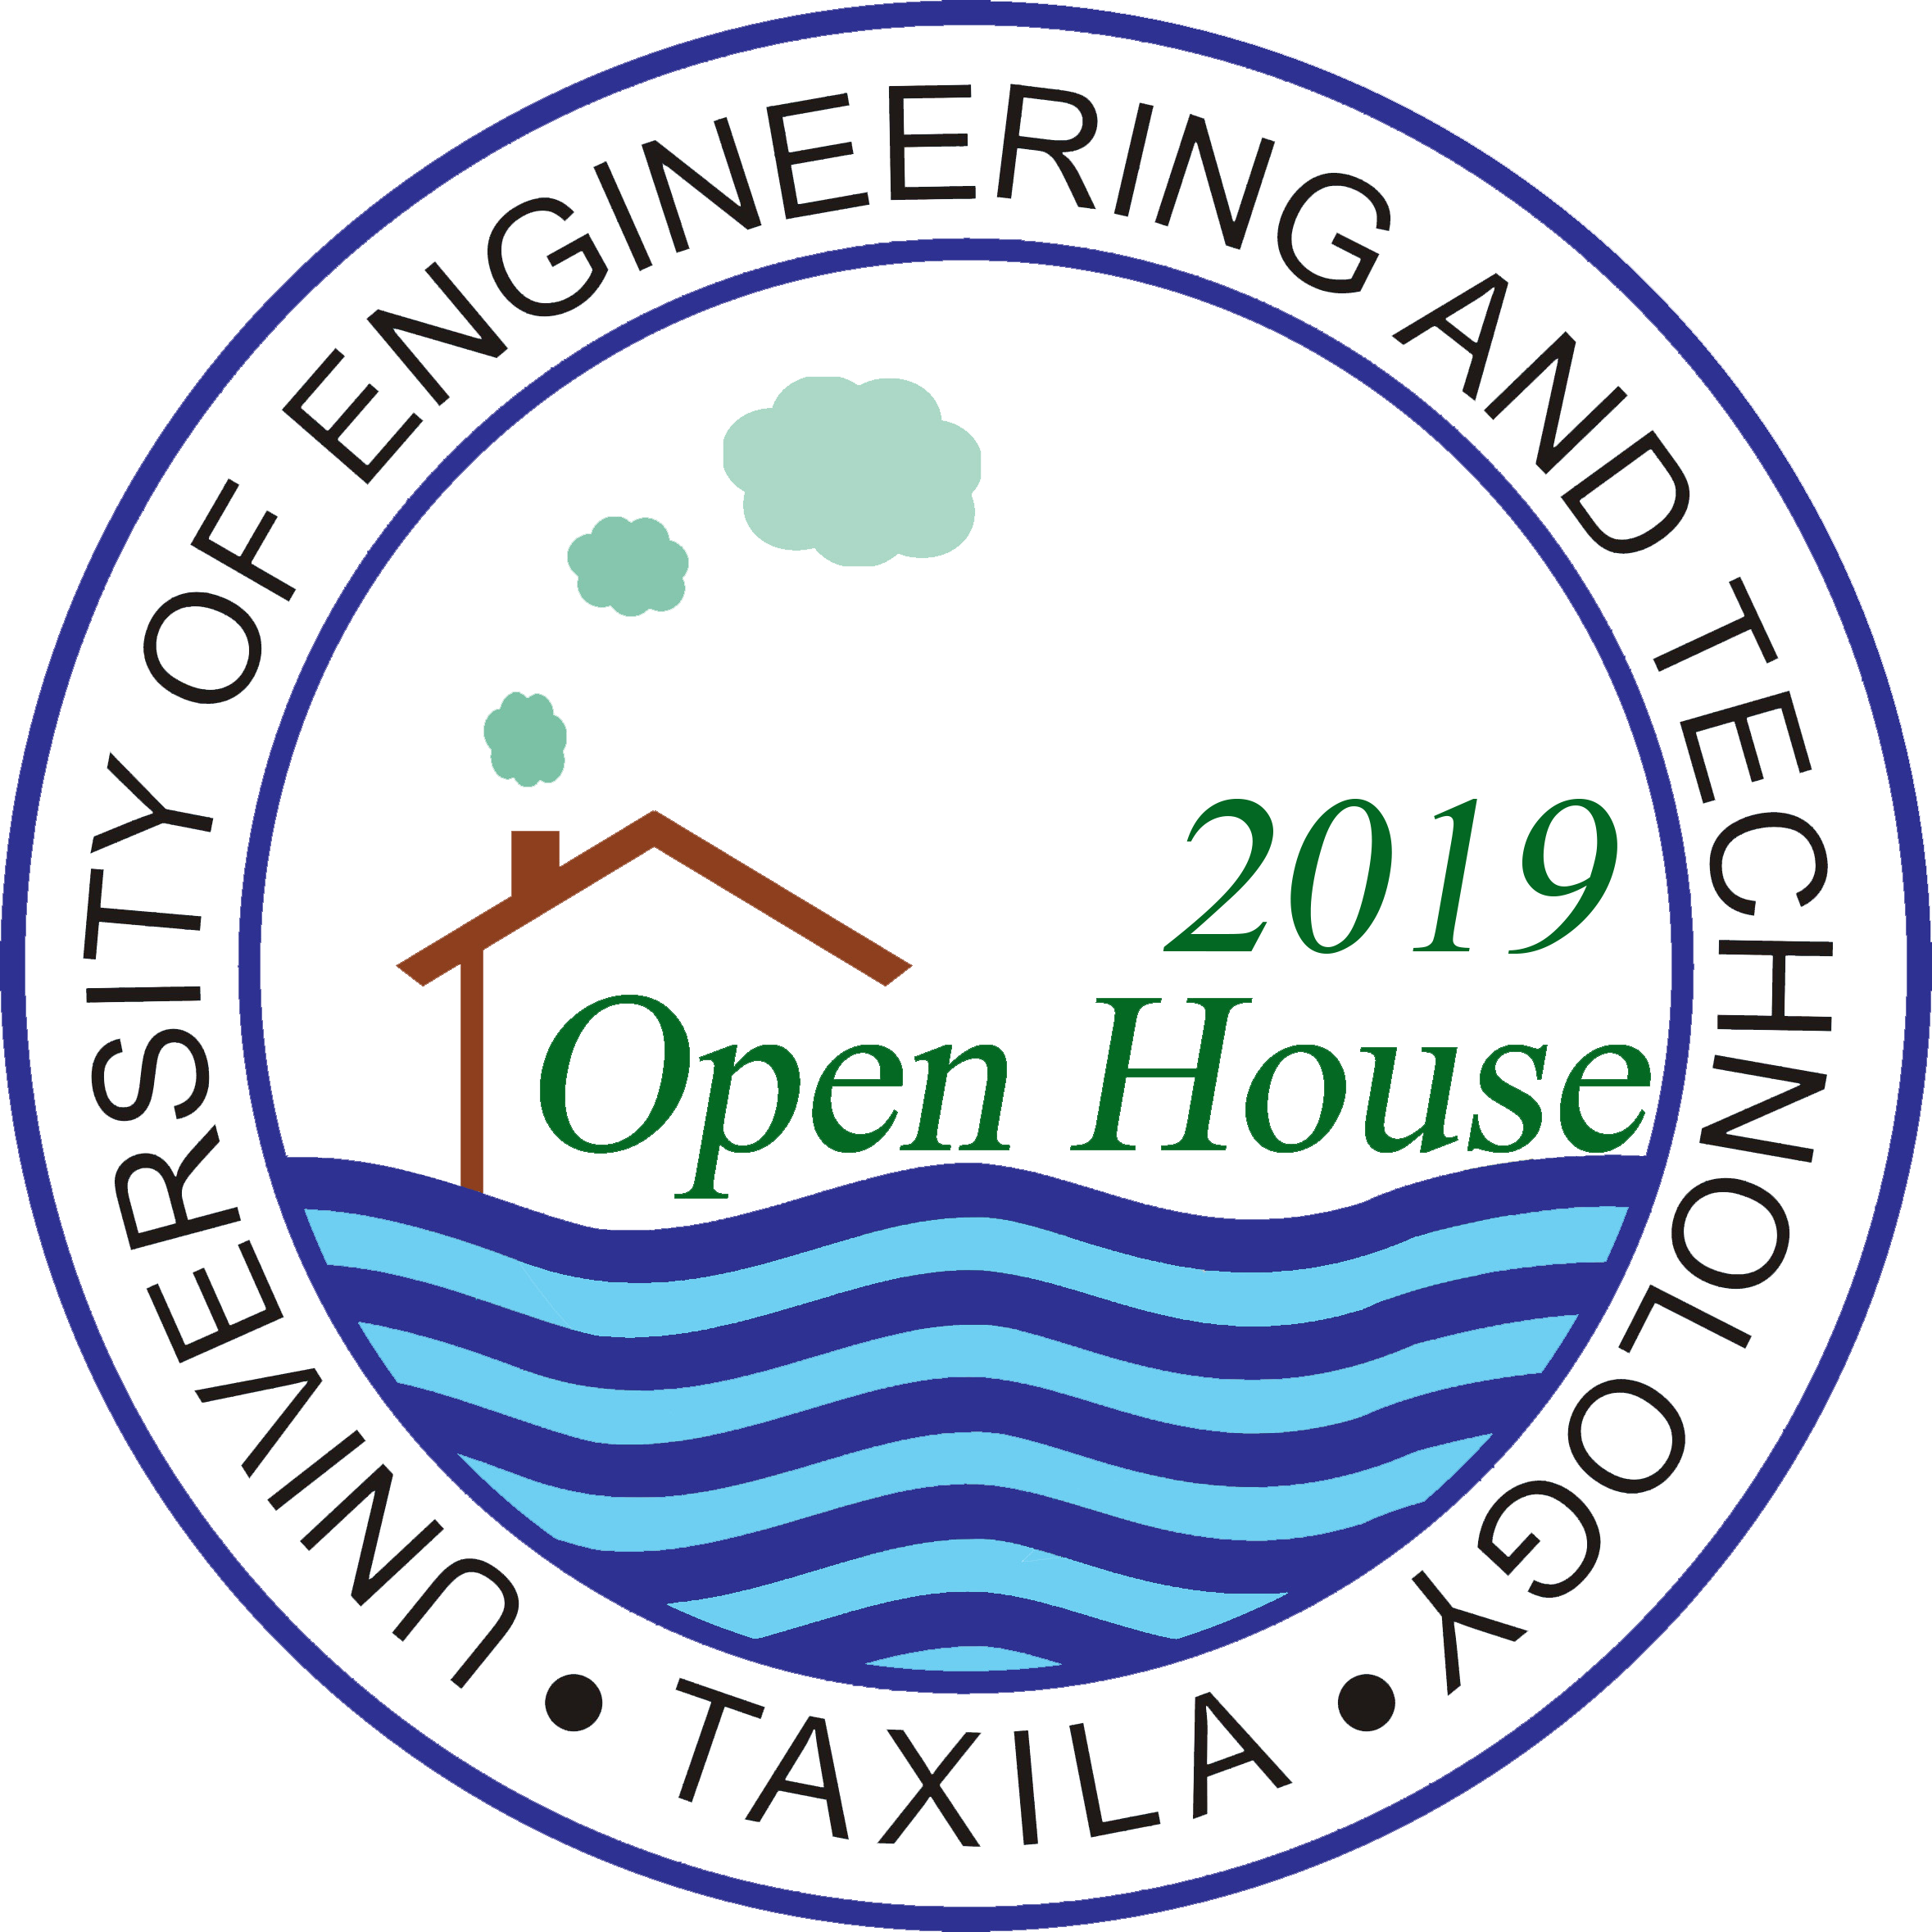 UNIVERSITY OF ENGINEERING AND TECHNOLOGY
2019
Open House
• TAXILA •